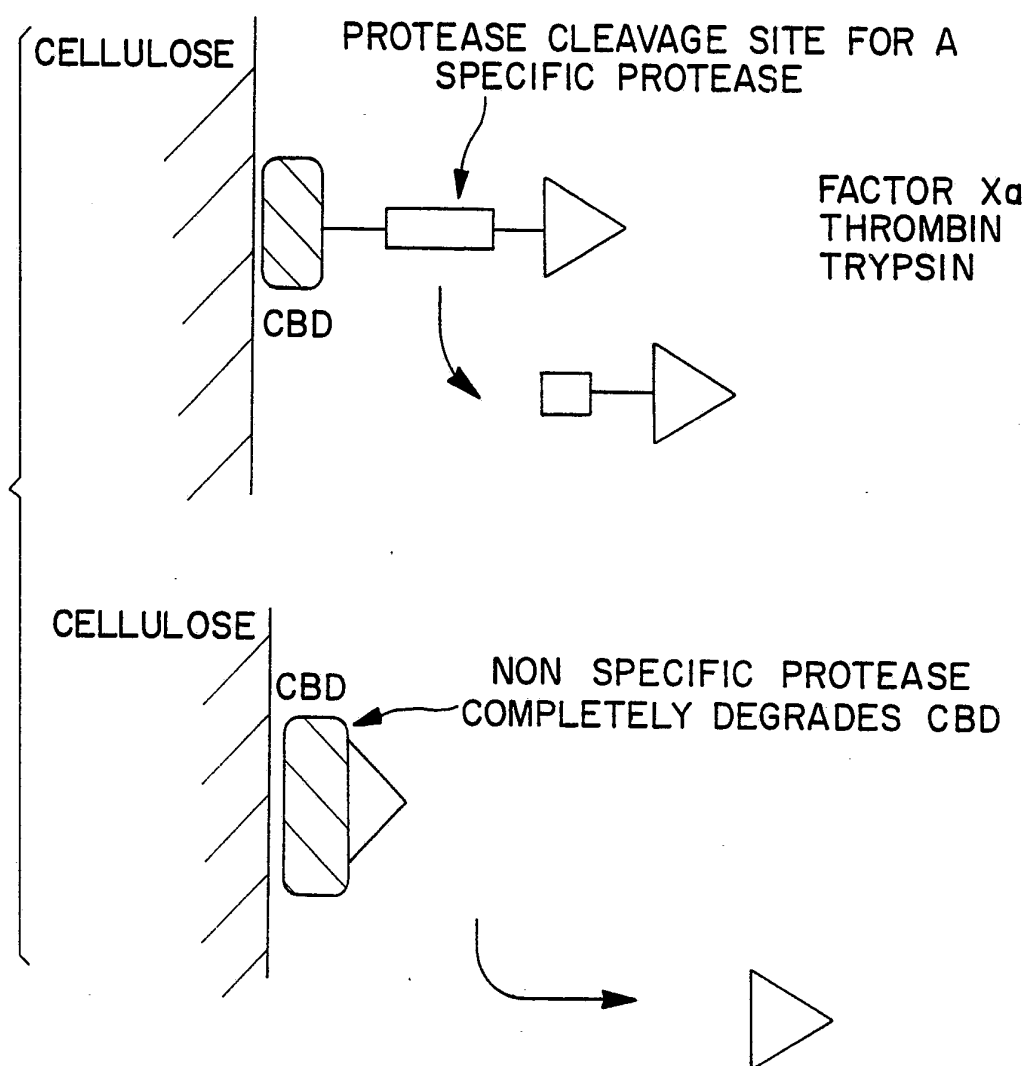 CELLULOSE
PROTEASE CLEAVAGE SITE FOR A
SPECIFIC PROTEASE
FACTOR Xa
THROMBIN
TRYPSIN
CBD
CELLULOSE
CBD
NON SPECIFIC PROTEASE
COMPLETELY DEGRADES CBD